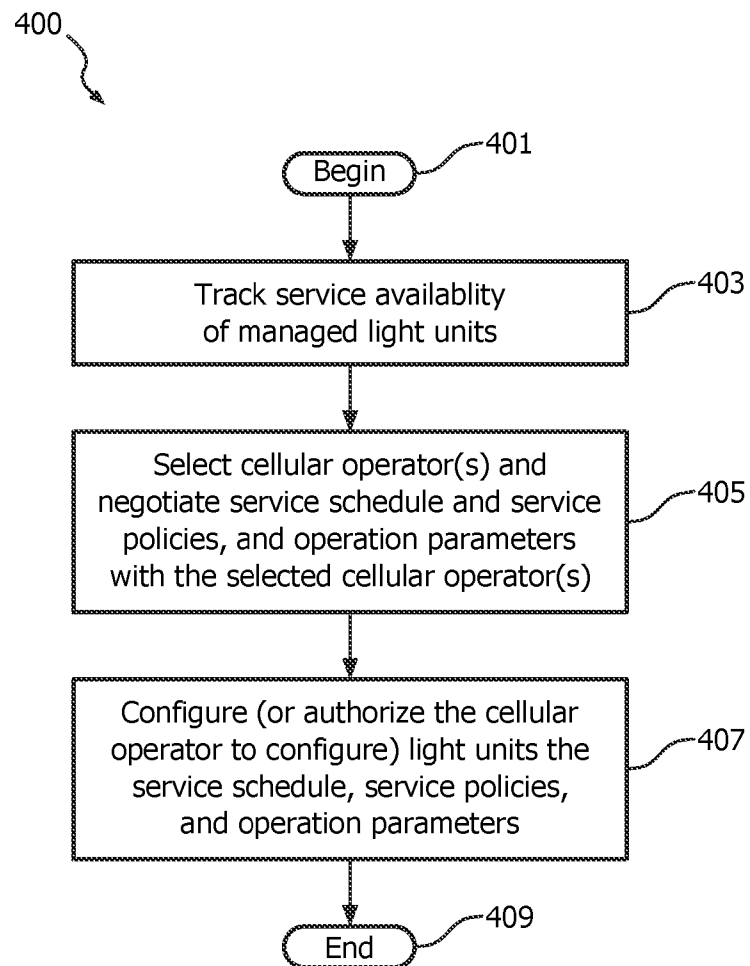 400
Begin
401
Track service availablity
of managed light units
403
Select cellular operator(s) and
negotiate service schedule and service
policies, and operation parameters
with the selected cellular operator(s)
405
Configure (or authorize the cellular
operator to configure) light units the
service schedule, service policies,
and operation parameters
407
End
409